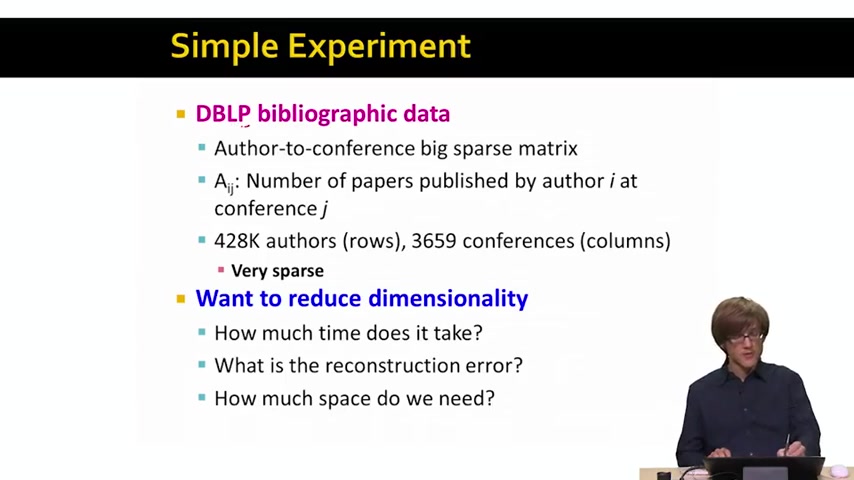 Simple Experiment
DBLP bibliographic data
Author-to-conference big sparse matrix
Aij: Number of papers published by author i at
conference j
428K authors (rows), 3659 conferences (columns)
Very sparse
Want to reduce dimensionality
How much time does it take?
What is the reconstruction error?
How much space do we need?